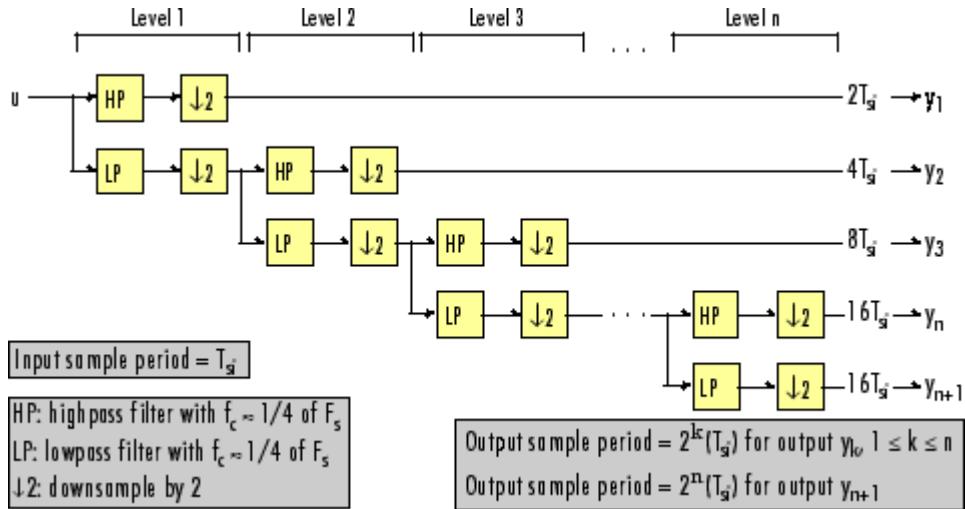 Level 1 Level 2 Level 3 Level n
. . .
u HP ↓2 2Tsi y1
LP ↓2 HP ↓2 4Tsi y2
LP ↓2 HP ↓2 8Tsi y3
LP ↓2 . . . HP ↓2 16Tsi yn
LP ↓2 16Tsi yn+1
Input sample period = Tsi
HP: highpass filter with fc ≈ 1/4 of Fs
LP: lowpass filter with fc ≈ 1/4 of Fs
↓2: downsample by 2
Output sample period = 2^k(Tsi) for output yk, 1 ≤ k ≤ n
Output sample period = 2^n(Tsi) for output yn+1